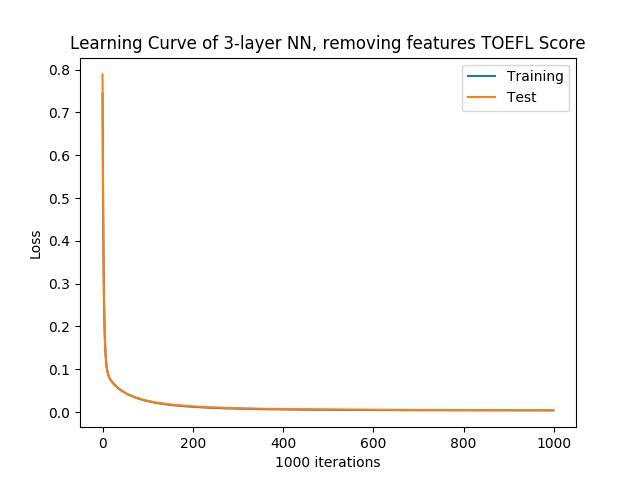 Learning Curve of 3-layer NN, removing features TOEFL Score
Training
Test
Loss
0.8
0.7
0.6
0.5
0.4
0.3
0.2
0.1
0.0
0 200 400 600 800 1000
1000 iterations